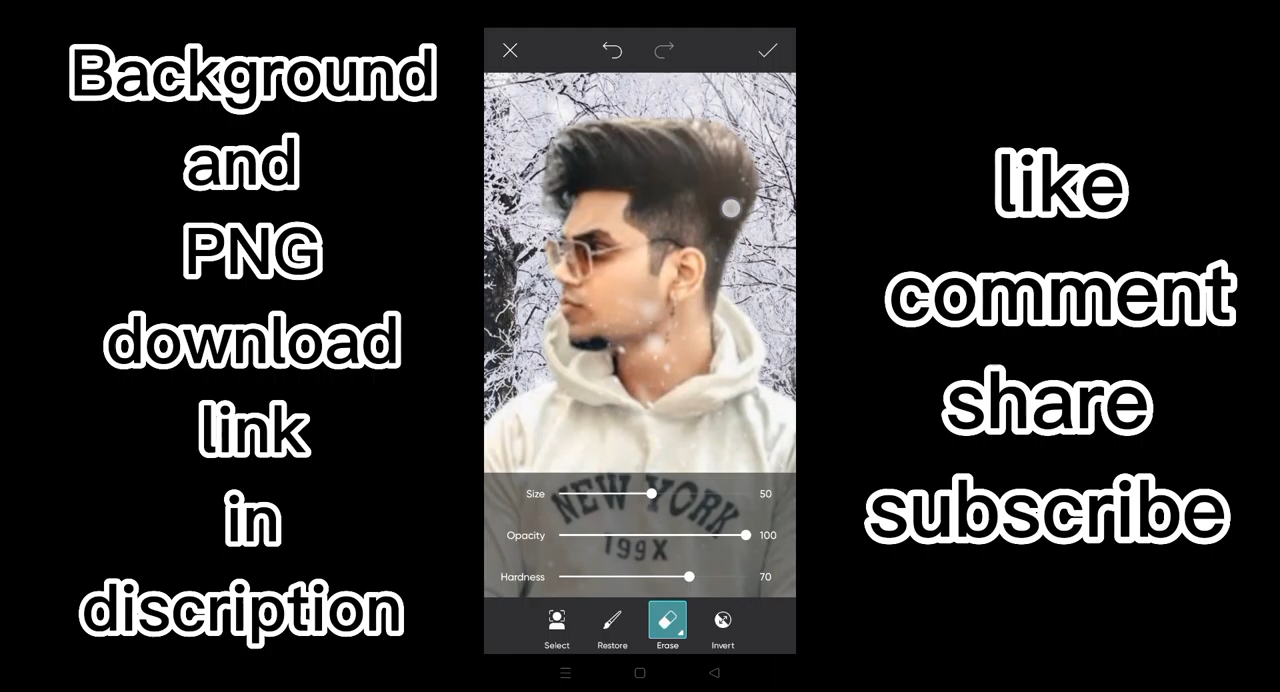 Background
and
PNG
download
link
in
discription
NEW YORK
199X
Size 50
Opacity 100
Hardness 70
Select Restore Erase Invert
like
comment
share
subscribe